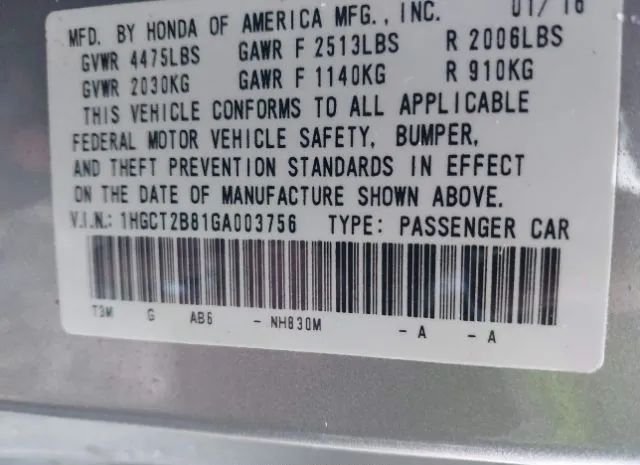 MFD. BY HONDA OF AMERICA MFG., INC. 01/16
GVWR 4475LBS GAWR F 2513LBS R 2006LBS
GVWR 2030KG GAWR F 1140KG R 910KG
THIS VEHICLE CONFORMS TO ALL APPLICABLE
FEDERAL MOTOR VEHICLE SAFETY, BUMPER,
AND THEFT PREVENTION STANDARDS IN EFFECT
ON THE DATE OF MANUFACTURE SHOWN ABOVE.
V.I.N.: 1HGCT2B81GA003756 TYPE: PASSENGER CAR
T3M G AB6 - NH830M - A - A